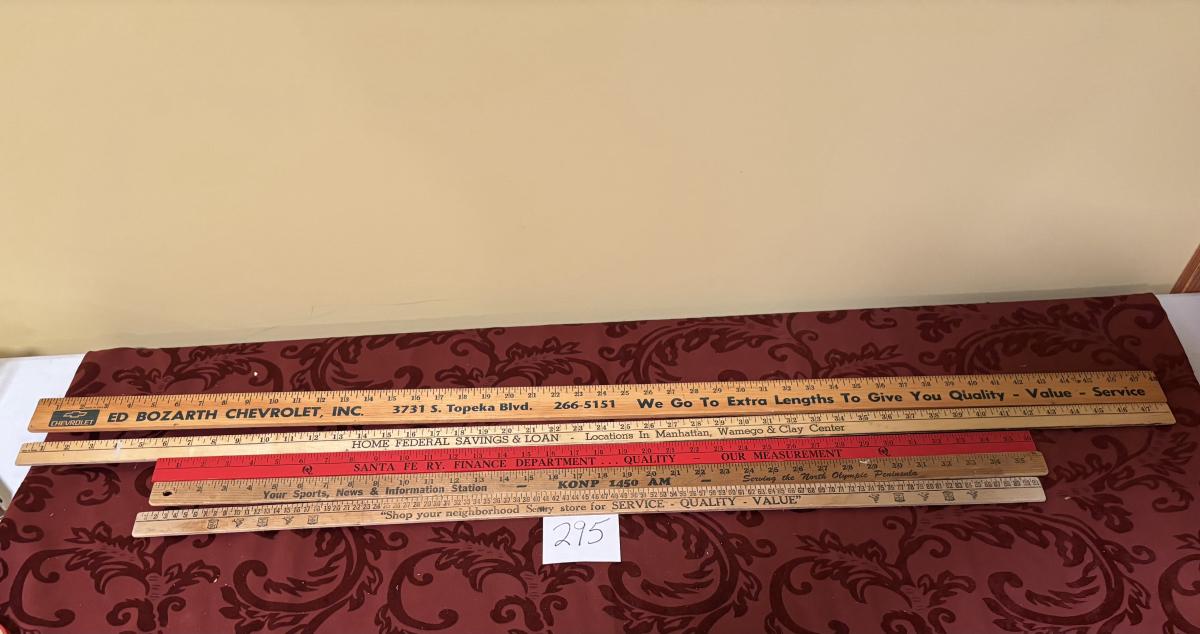 CHEVROLET ED BOZARTH CHEVROLET, INC. 3731 S. Topeka Blvd. 266-5151 We Go To Extra Lengths To Give You Quality - Value - Service
HOME FEDERAL SAVINGS & LOAN - Locations In Manhattan, Wamego & Clay Center
SANTA FE RY. FINANCE DEPARTMENT . . . QUALITY — OUR MEASUREMENT
Your Sports, News & Information Station — KONP 1450 AM — Serving the North Olympic Peninsula
"Shop your neighborhood Sentry store for SERVICE - QUALITY - VALUE"
295